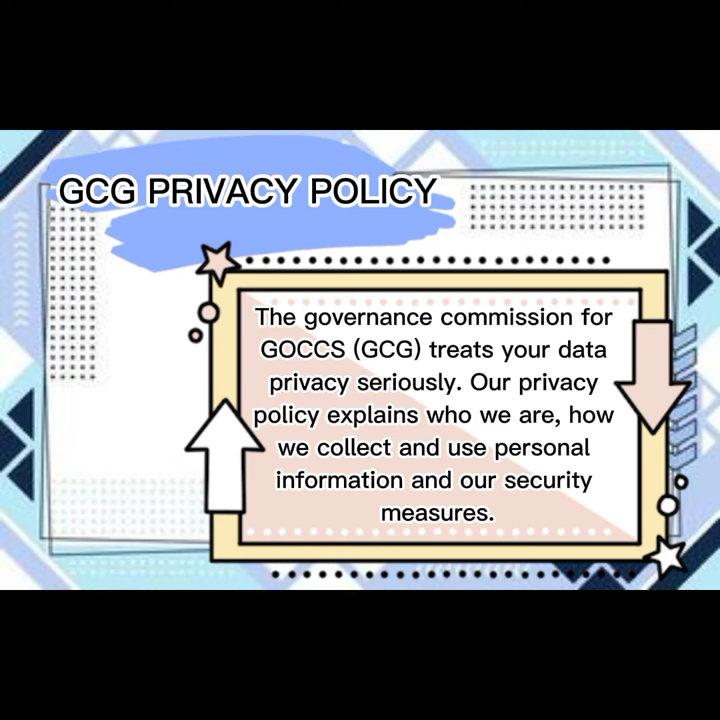 GCG PRIVACY POLICY
The governance commission for
GOCCS (GCG) treats your data
privacy seriously. Our privacy
policy explains who we are, how
we collect and use personal
information and our security
measures.